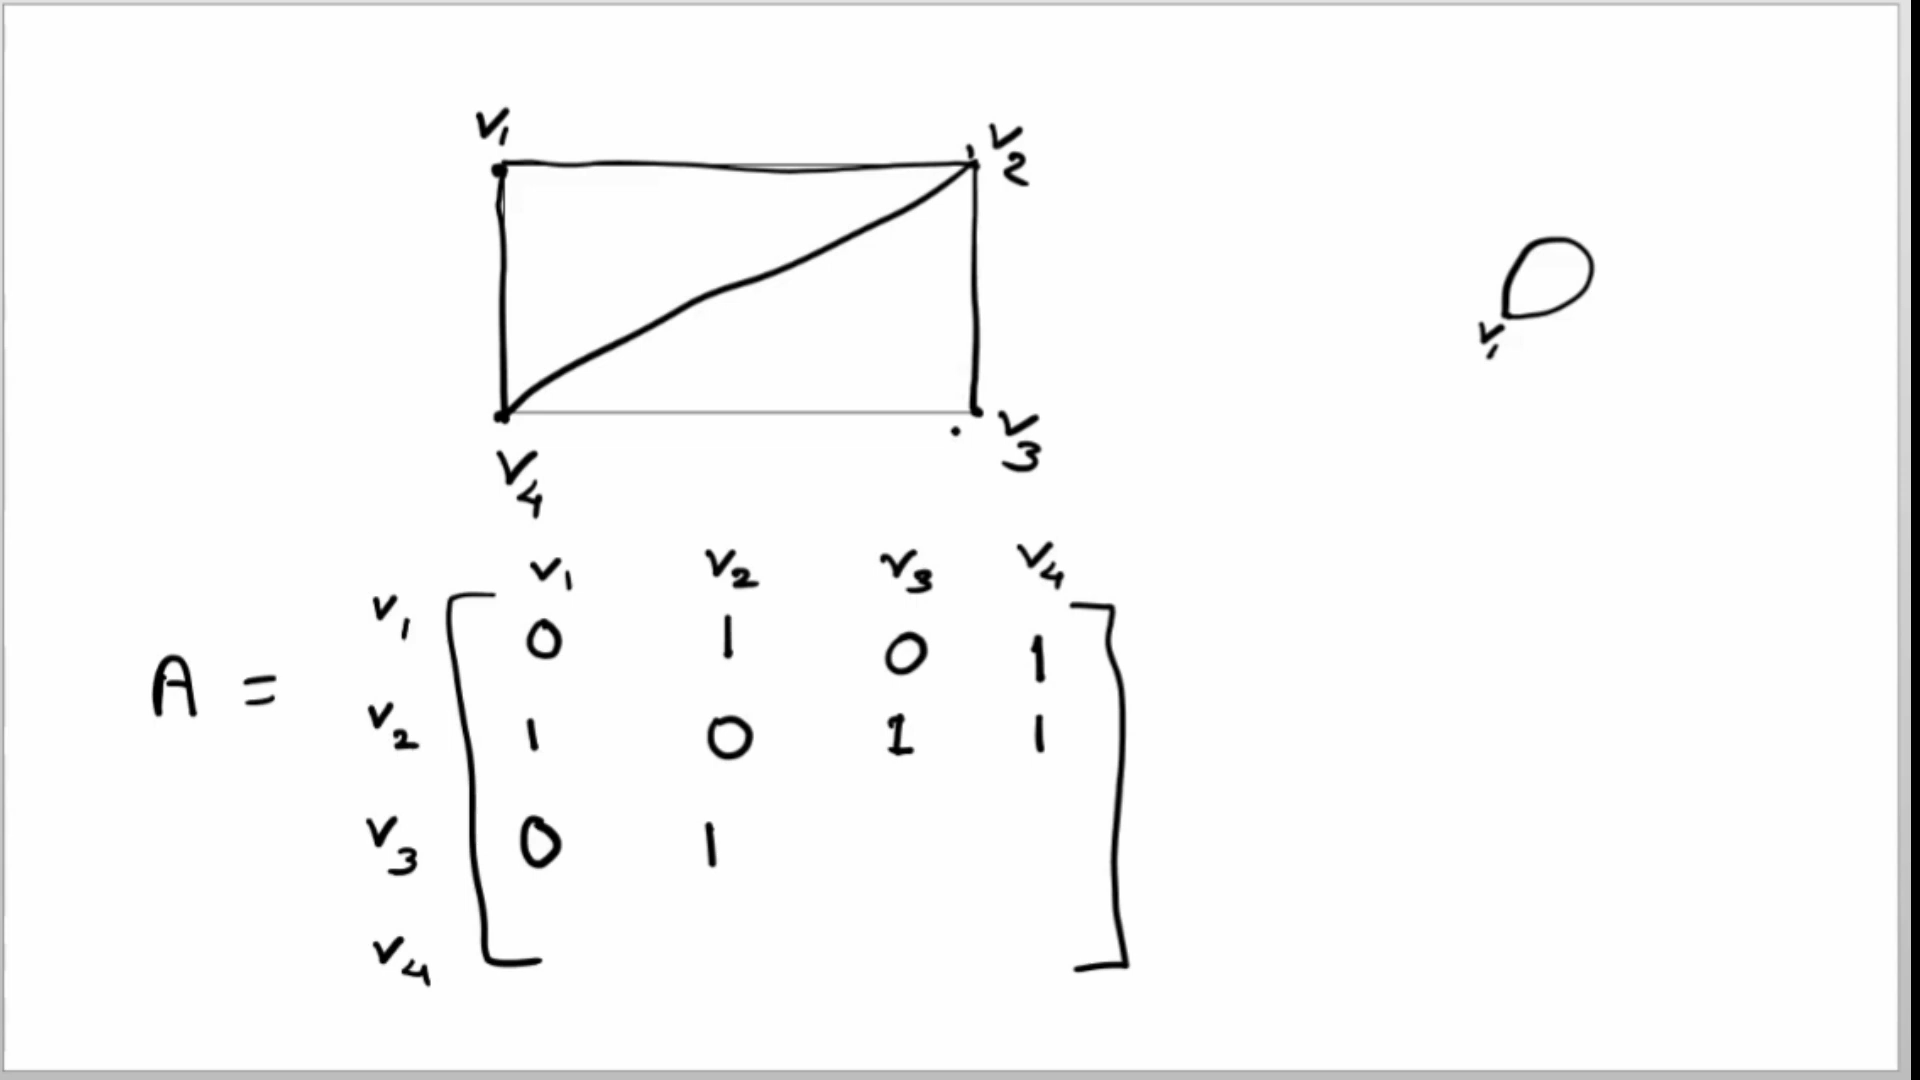 v1 v2
v1
v4 v3
v1 v2 v3 v4
v1 0 1 0 1
A =
v2 1 0 1 1
v3 0 1
v4